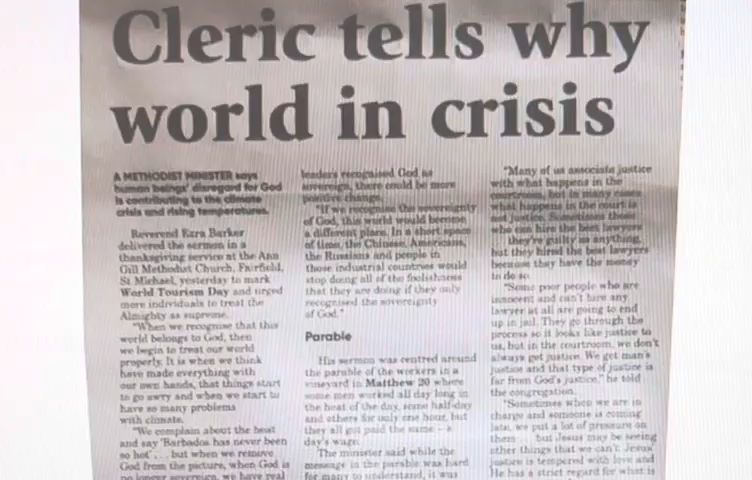 Cleric tells why
world in crisis
A METHODIST MINISTER says
human beings' disregard for God
is contributing to the climate
crisis and rising temperatures.
Reverend Ezra Barker
delivered the sermon in a
thanksgiving service at the Ann
Gill Methodist Church, Fairfield,
St Michael, yesterday to mark
World Tourism Day and urged
more individuals to treat the
Almighty as supreme.
"When we recognise that this
world belongs to God, then
we begin to treat our world
properly. It is when we think
have made everything with
our own hands, that things start
to go awry and when we start to
have so many problems
with climate.
"We complain about the heat
and say 'Barbados has never been
so hot'... but when we remove
God from the picture, when God is
no longer sovereign, we have real
leaders recognised God as
sovereign, there could be more
positive change.
"If we recognise the sovereignty
of God, this world would become
a different place. In a short space
of time, the Chinese, Americans,
the Russians and people in
those industrial countries would
stop doing all of the foolishness
that they are doing if they only
recognised the sovereignty
of God."
Parable
His sermon was centred around
the parable of the workers in a
vineyard in Matthew 20 where
some men worked all day long in
the heat of the day, some half-day
and others for only one hour, but
they all got paid the same – a
day's wage.
The minister said while the
message in the parable was hard
for many to understand, it was
"Many of us associate justice
with what happens in the
courtroom, but in many cases
what happens in the court is
not justice. Sometimes those
who can hire the best lawyers
they're guilty as anything,
but they hired the best lawyers
because they have the money
to do so.
"Some poor people who are
innocent and can't hire any
lawyer at all are going to end
up in jail. They go through the
process so it looks like justice to
us, but in the courtroom, we don't
always get justice. We get man's
justice and that type of justice is
far from God's justice," he told
the congregation.
"Sometimes when we are in
charge and someone is coming
late, we put a lot of pressure on
them... but Jesus may be seeing
other things that we can't. Jesus'
justice is tempered with love and
He has a strict regard for what is